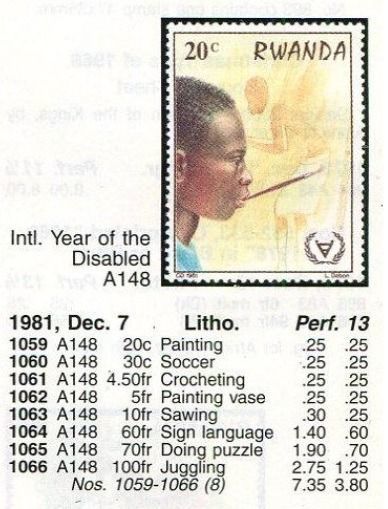 20c RWANDA
CD 1981 L. Dabon
Intl. Year of the
Disabled
A148
1981, Dec. 7 Litho. Perf. 13
1059 A148 20c Painting .25 .25
1060 A148 30c Soccer .25 .25
1061 A148 4.50fr Crocheting .25 .25
1062 A148 5fr Painting vase .25 .25
1063 A148 10fr Sawing .30 .25
1064 A148 60fr Sign language 1.40 .60
1065 A148 70fr Doing puzzle 1.90 .70
1066 A148 100fr Juggling 2.75 1.25
Nos. 1059-1066 (8) 7.35 3.80